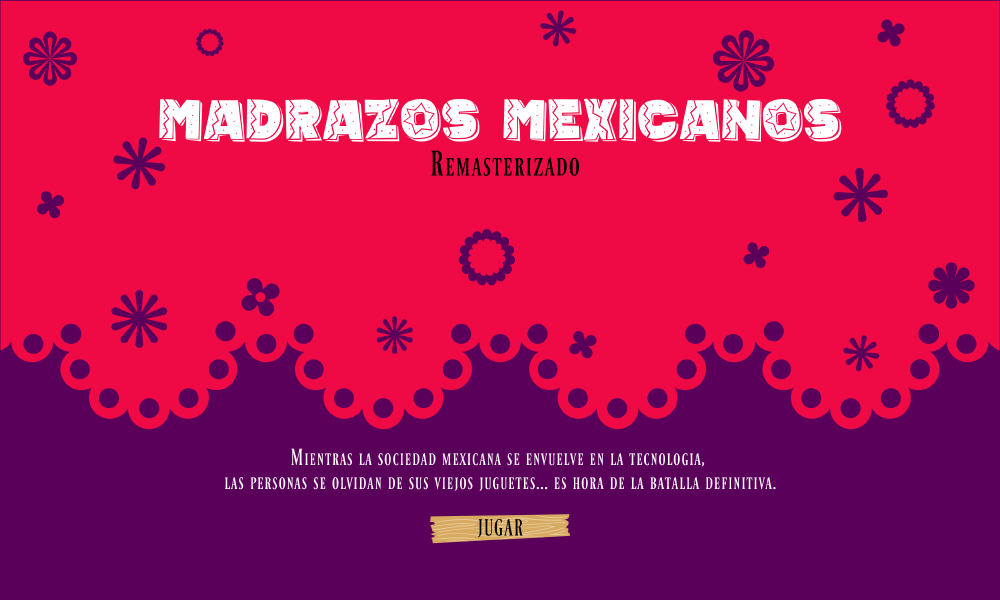 MADRAZOS MEXICANOS
Remasterizado
Mientras la sociedad mexicana se envuelve en la tecnologia,
las personas se olvidan de sus viejos juguetes... es hora de la batalla definitiva.
JUGAR